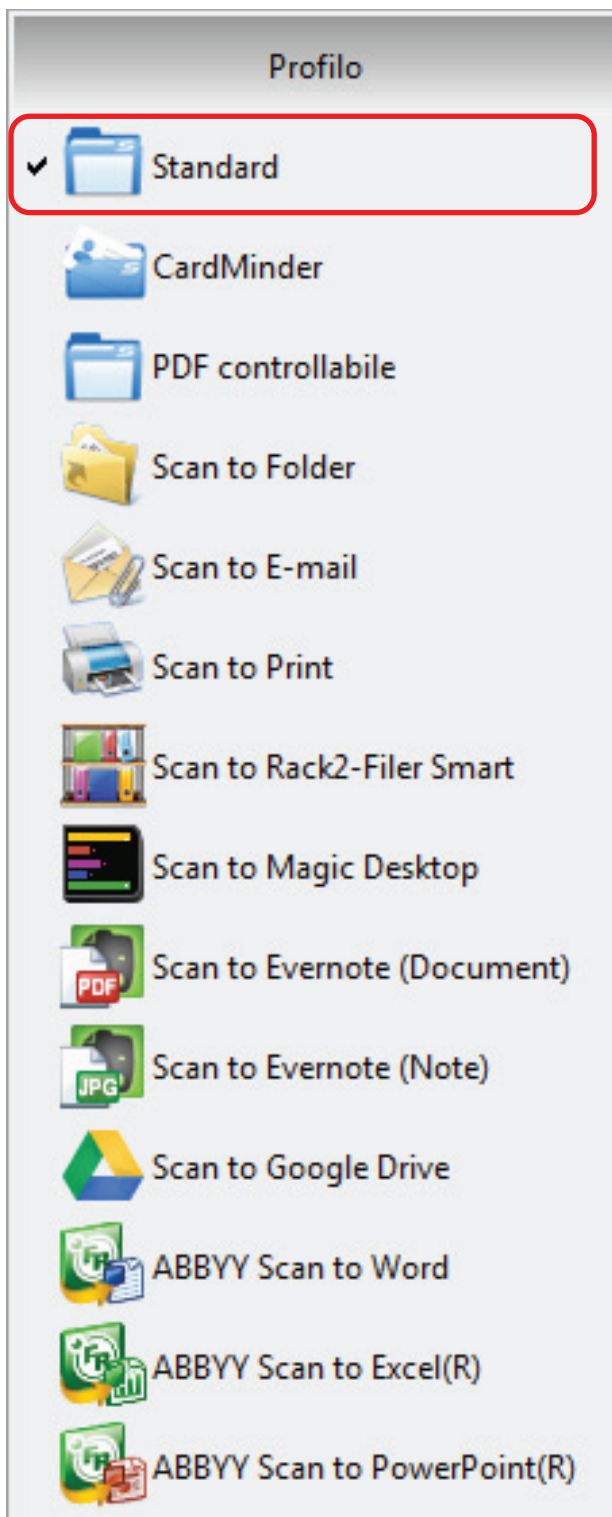 Profilo
Standard
CardMinder
PDF controllabile
Scan to Folder
Scan to E-mail
Scan to Print
Scan to Rack2-Filer Smart
Scan to Magic Desktop
PDF Scan to Evernote (Document)
JPG Scan to Evernote (Note)
Scan to Google Drive
ABBYY Scan to Word
ABBYY Scan to Excel(R)
ABBYY Scan to PowerPoint(R)